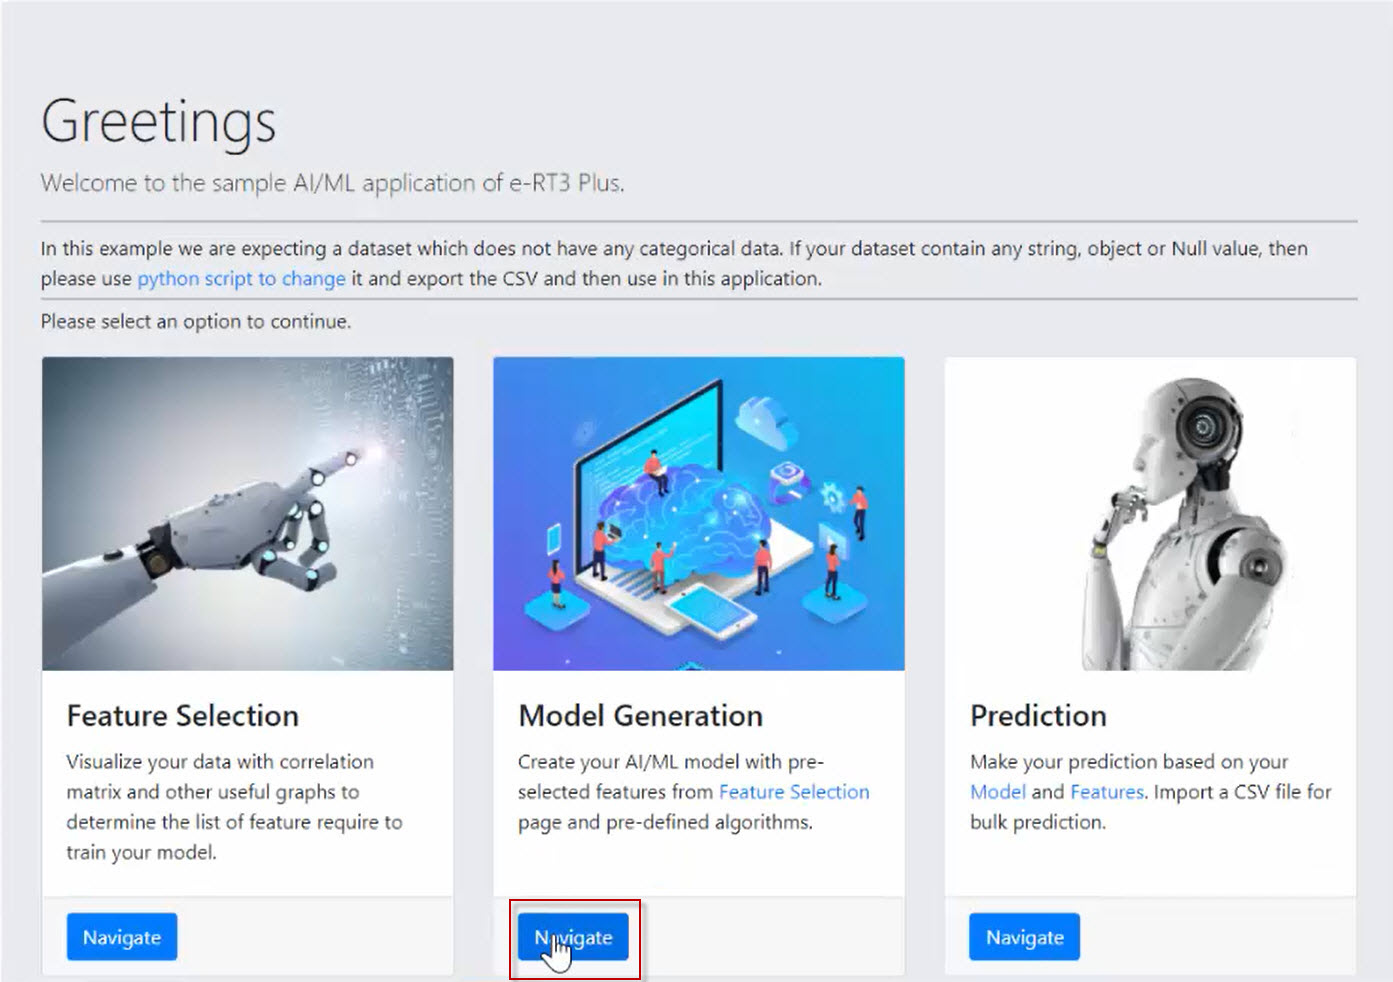 Greetings
Welcome to the sample AI/ML application of e-RT3 Plus.
In this example we are expecting a dataset which does not have any categorical data. If your dataset contain any string, object or Null value, then
please use python script to change it and export the CSV and then use in this application.
Please select an option to continue.
Feature Selection
Visualize your data with correlation
matrix and other useful graphs to
determine the list of feature require to
train your model.
Navigate
Model Generation
Create your AI/ML model with pre-
selected features from Feature Selection
page and pre-defined algorithms.
Navigate
Prediction
Make your prediction based on your
Model and Features. Import a CSV file for
bulk prediction.
Navigate